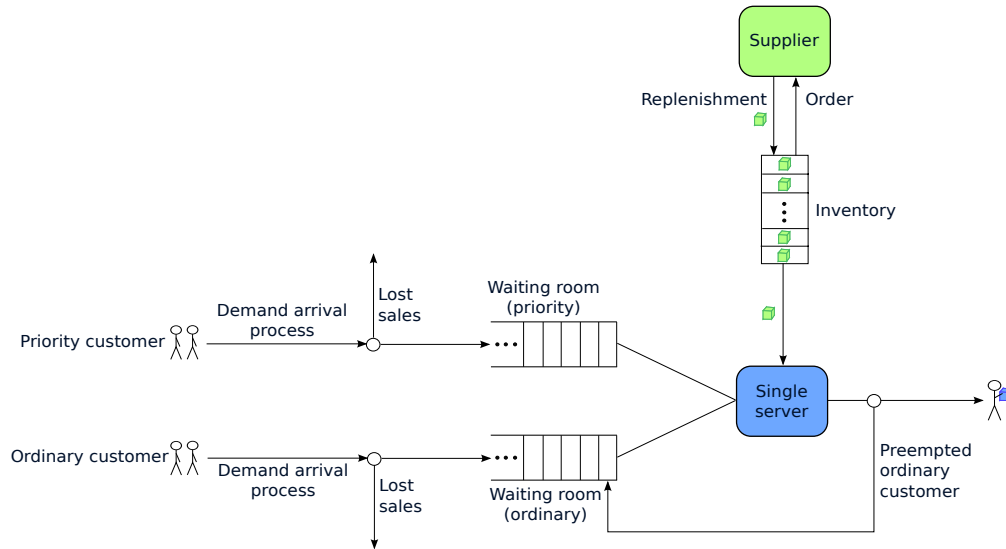 Supplier
Replenishment
Order
Inventory
Waiting room
(priority)
Lost
sales
Demand arrival
process
Priority customer
Single
server
Ordinary customer
Demand arrival
process
Lost
sales
Waiting room
(ordinary)
Preempted
ordinary
customer